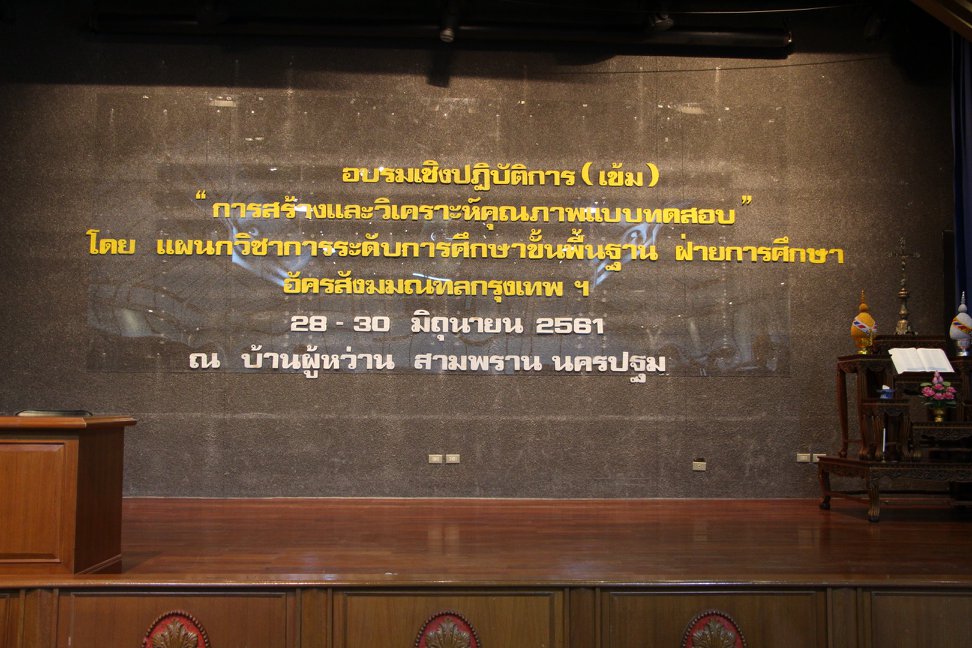 อบรมเชิงปฏิบัติการ (เข้ม)
“การสร้างและวิเคราะห์คุณภาพแบบทดสอบ”
โดย แผนกวิชาการระดับการศึกษาขั้นพื้นฐาน ฝ่ายการศึกษา
อัครสังฆมณฑลกรุงเทพ ฯ
28 - 30 มิถุนายน 2561
ณ บ้านผู้หว่าน สามพราน นครปฐม